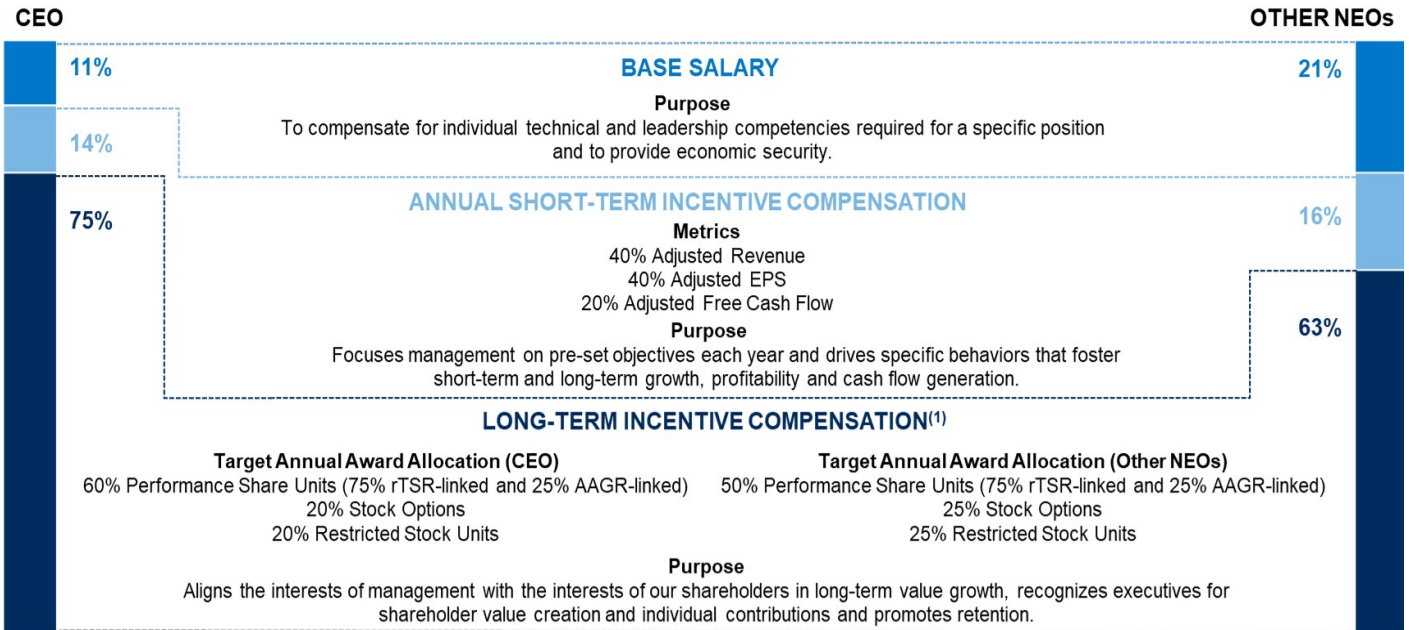 CEO
OTHER NEOs
11%
BASE SALARY
21%
Purpose
To compensate for individual technical and leadership competencies required for a specific position
and to provide economic security.
14%
ANNUAL SHORT-TERM INCENTIVE COMPENSATION
16%
Metrics
40% Adjusted Revenue
40% Adjusted EPS
20% Adjusted Free Cash Flow
Purpose
Focuses management on pre-set objectives each year and drives specific behaviors that foster
short-term and long-term growth, profitability and cash flow generation.
75%
63%
LONG-TERM INCENTIVE COMPENSATION(1)
Target Annual Award Allocation (CEO)
60% Performance Share Units (75% rTSR-linked and 25% AAGR-linked)
20% Stock Options
20% Restricted Stock Units
Target Annual Award Allocation (Other NEOs)
50% Performance Share Units (75% rTSR-linked and 25% AAGR-linked)
25% Stock Options
25% Restricted Stock Units
Purpose
Aligns the interests of management with the interests of our shareholders in long-term value growth, recognizes executives for
shareholder value creation and individual contributions and promotes retention.